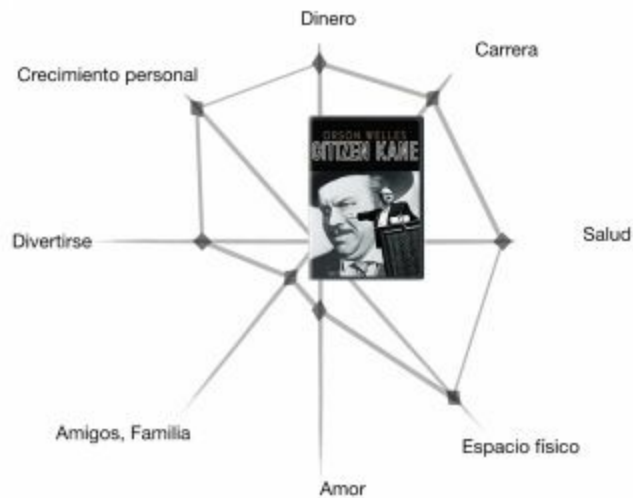 Dinero
Carrera
Crecimiento personal
ORSON WELLES
CITIZEN KANE
Divertirse
Salud
Amigos, Familia
Espacio físico
Amor